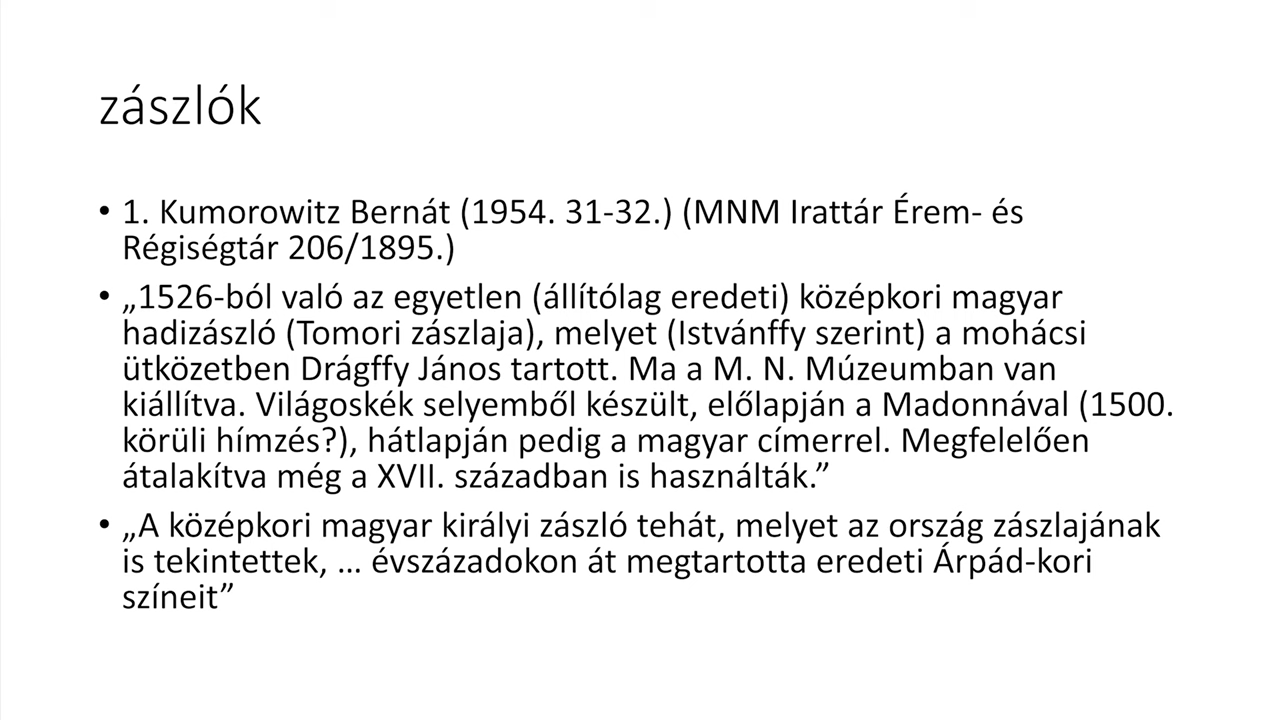 zászlók
• 1. Kumorowitz Bernát (1954. 31-32.) (MNM Irattár Érem- és
Régiségtár 206/1895.)
• „1526-ból való az egyetlen (állítólag eredeti) középkori magyar
hadizászló (Tomori zászlaja), melyet (Istvánffy szerint) a mohácsi
ütközetben Drágffy János tartott. Ma a M. N. Múzeumban van
kiállítva. Világoskék selyemből készült, előlapján a Madonnával (1500.
körüli hímzés?), hátlapján pedig a magyar címerrel. Megfelelően
átalakítva még a XVII. században is használták.”
• „A középkori magyar királyi zászló tehát, melyet az ország zászlajának
is tekintettek, … évszázadokon át megtartotta eredeti Árpád-kori
színeit”